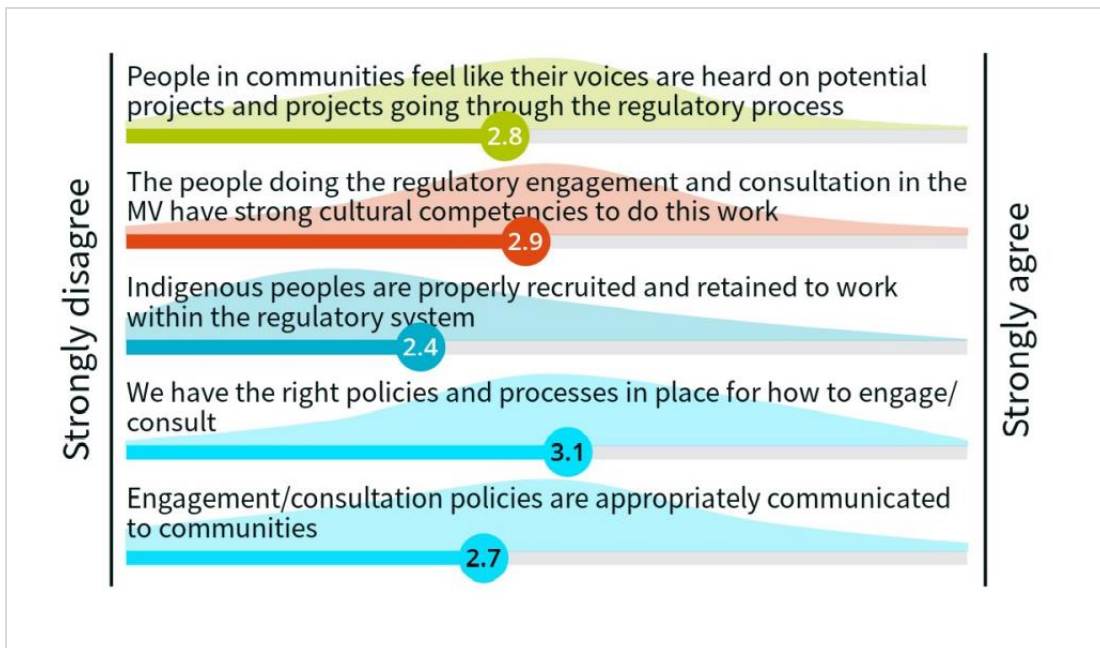 Strongly disagree
People in communities feel like their voices are heard on potential
projects and projects going through the regulatory process
2.8
The people doing the regulatory engagement and consultation in the
MV have strong cultural competencies to do this work
2.9
Indigenous peoples are properly recruited and retained to work
within the regulatory system
2.4
We have the right policies and processes in place for how to engage/
consult
3.1
Engagement/consultation policies are appropriately communicated
to communities
2.7
Strongly agree